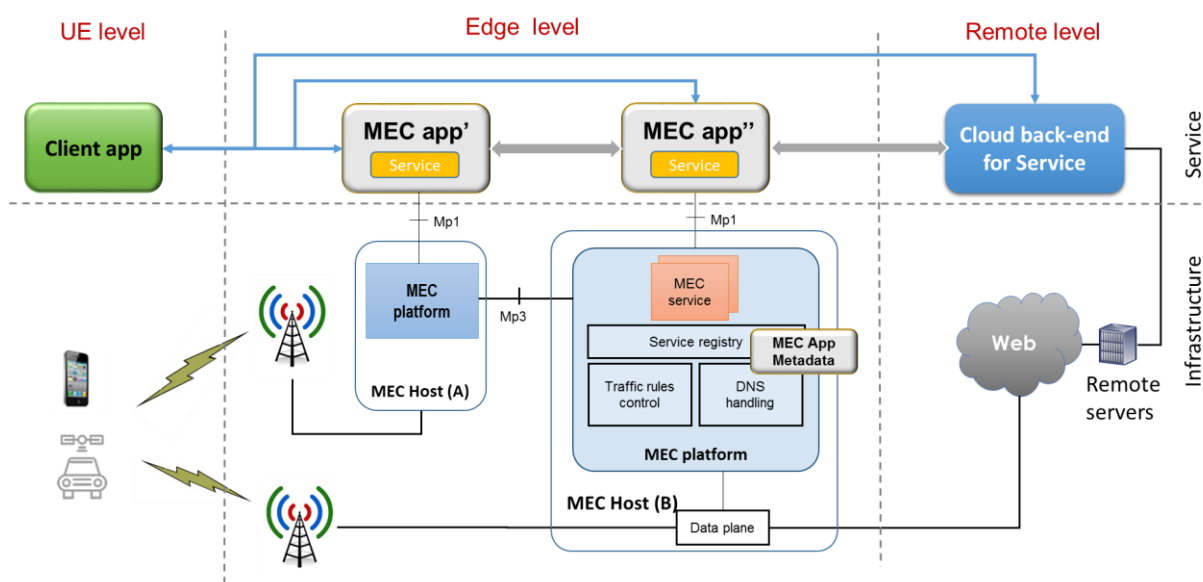 UE level
Edge level
Remote level
Client app
MEC app’
Service
MEC app’’
Service
Cloud back-end
for Service
Service
Mp1
Mp1
MEC
platform
Mp3
MEC Host (A)
MEC
service
Service registry
MEC App
Metadata
Traffic rules
control
DNS
handling
MEC platform
MEC Host (B)
Data plane
Web
Remote
servers
Infrastructure